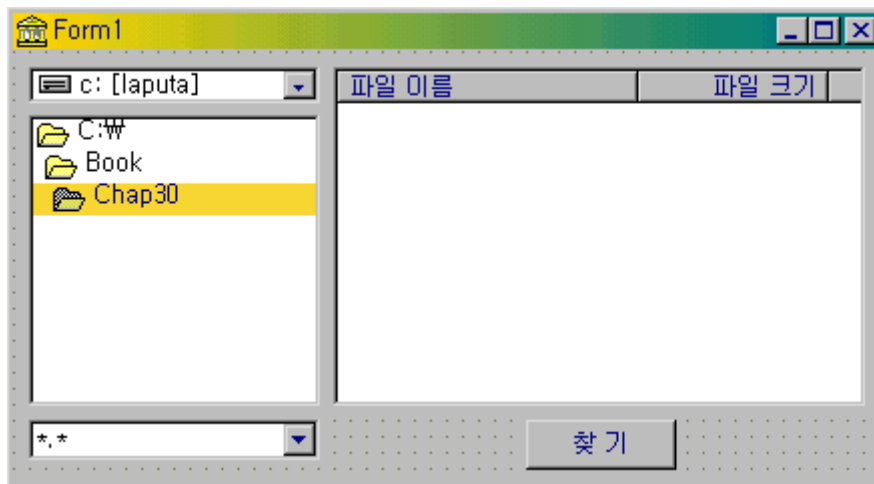 Form1
c: [laputa]
파일 이름 파일 크기
C:₩
Book
Chap30
*.*
찾 기